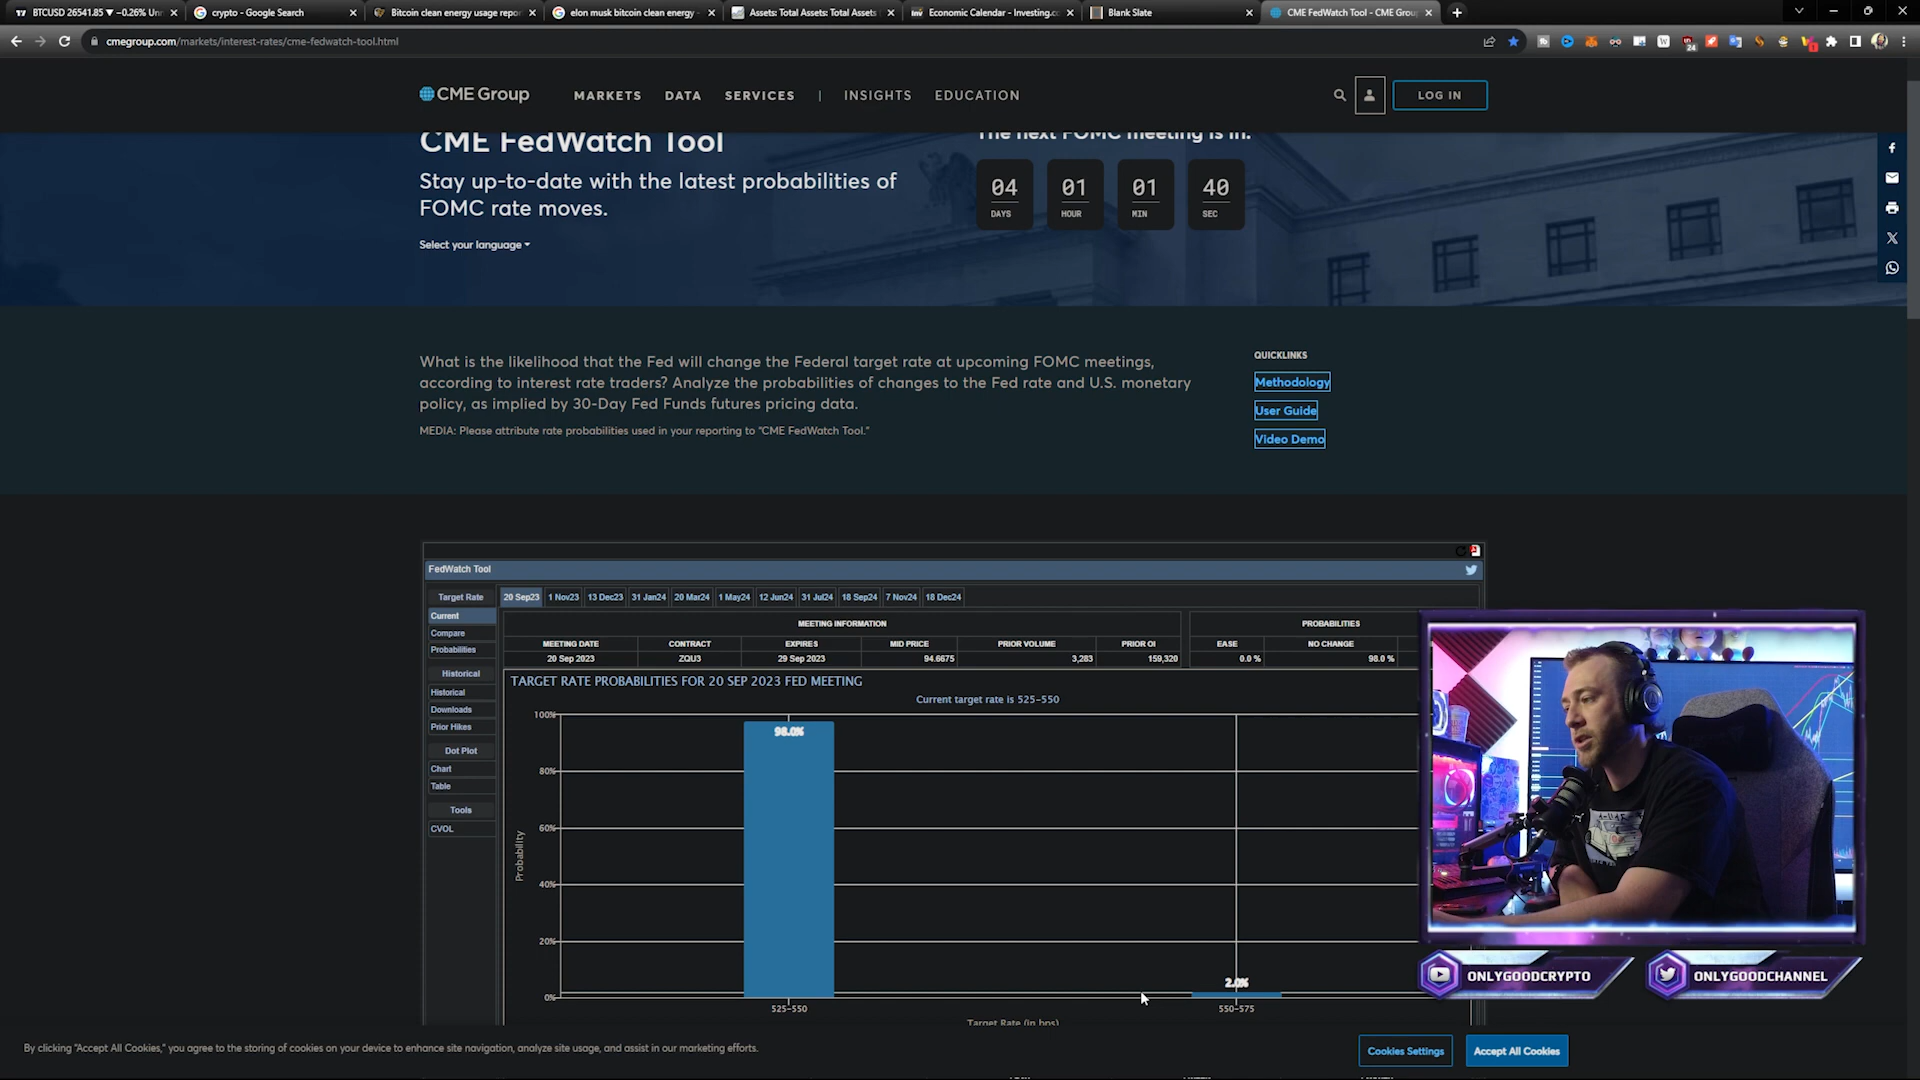 BTCUSD 26541.85 ▼ −0.26% Un
crypto - Google Search
Bitcoin clean energy usage repo
elon musk bitcoin clean energy -
Assets: Total Assets: Total Assets
Economic Calendar - Investing.co
Blank Slate
CME FedWatch Tool - CME Grou
cmegroup.com/markets/interest-rates/cme-fedwatch-tool.html
24
CME Group
MARKETS
DATA
SERVICES
|
INSIGHTS
EDUCATION
LOG IN
CME FedWatch Tool
Stay up-to-date with the latest probabilities of
FOMC rate moves.
Select your language
The next FOMC meeting is in:
04
01
01
40
DAYS
HOUR
MIN
SEC
What is the likelihood that the Fed will change the Federal target rate at upcoming FOMC meetings,
according to interest rate traders? Analyze the probabilities of changes to the Fed rate and U.S. monetary
policy, as implied by 30-Day Fed Funds futures pricing data.
MEDIA: Please attribute rate probabilities used in your reporting to "CME FedWatch Tool."
QUICKLINKS
Methodology
User Guide
Video Demo
FedWatch Tool
Target Rate
Current
Compare
Probabilities
Historical
Historical
Downloads
Prior Hikes
Dot Plot
Chart
Table
Tools
CVOL
20 Sep23
1 Nov23
13 Dec23
31 Jan24
20 Mar24
1 May24
12 Jun24
31 Jul24
18 Sep24
7 Nov24
18 Dec24
MEETING INFORMATION
PROBABILITIES
MEETING DATE
CONTRACT
EXPIRES
MID PRICE
PRIOR VOLUME
PRIOR OI
EASE
NO CHANGE
20 Sep 2023
ZQU3
29 Sep 2023
94.6675
3,283
159,320
0.0 %
98.0 %
TARGET RATE PROBABILITIES FOR 20 SEP 2023 FED MEETING
Current target rate is 525-550
100%
80%
60%
40%
20%
0%
Probability
98.0%
2.0%
525-550
550-575
Target Rate (in bps)
ONLYGOODCRYPTO
ONLYGOODCHANNEL
By clicking "Accept All Cookies," you agree to the storing of cookies on your device to enhance site navigation, analyze site usage, and assist in our marketing efforts.
Cookies Settings
Accept All Cookies